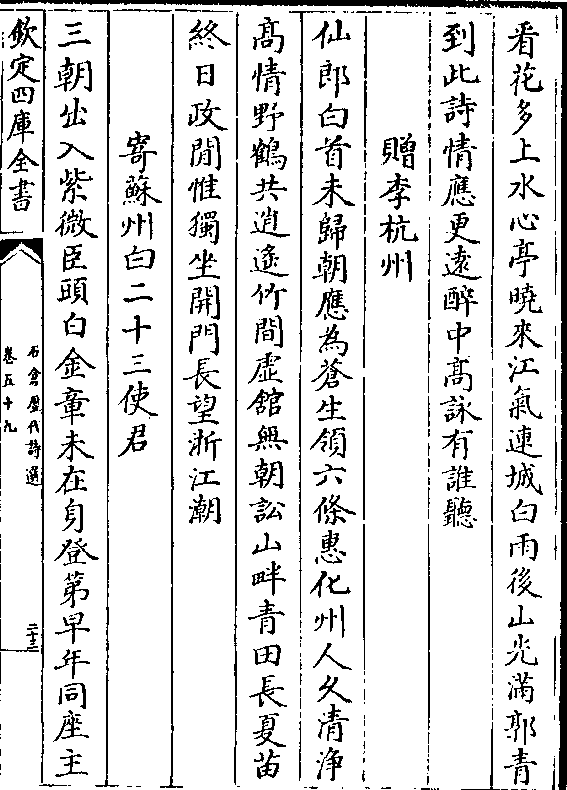 看花多上水心亭曉來江氣連城白雨後山光滿郭青
到此詩情應更遠醉中髙詠有誰聽
贈李杭州
仙郎白首未歸朝應為蒼生領六條惠化州人久清浄
髙情野鶴共逍遙竹間虛舘無朝訟山畔青田長夏苗
終日政閒惟獨坐開門長望浙江潮
寄蘇州白二十三使君
三朝出入紫微臣頭白金章未在身登第早年同座主
欽定四庫全書
石倉歷代詩選
卷五十九
二十三